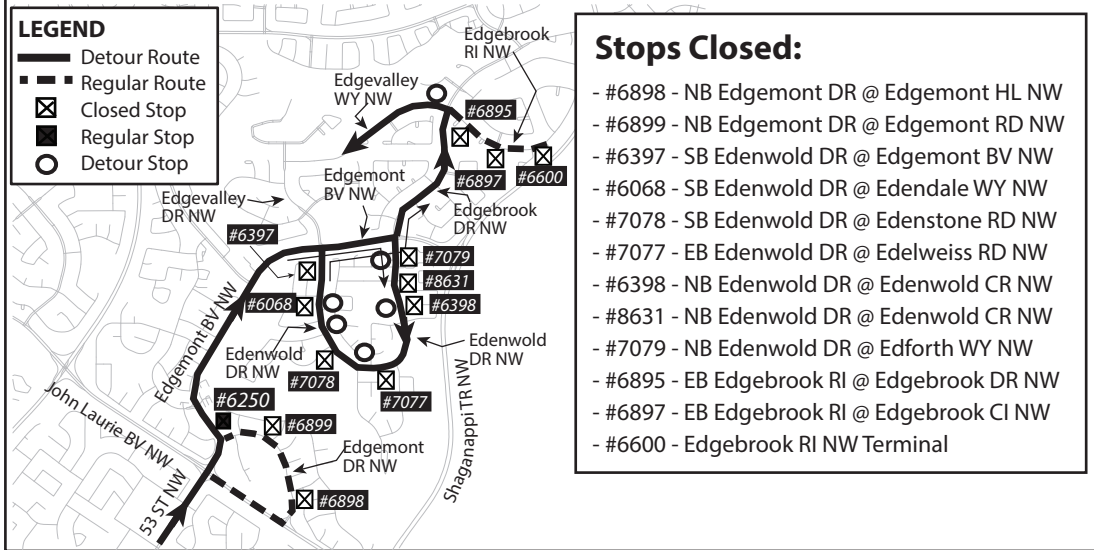 LEGEND
Detour Route
Regular Route
Closed Stop
Regular Stop
Detour Stop
Edgebrook
RI NW
Edgevalley
WY NW
#6895
#6897
#6600
Edgemont
BV NW
Edgevalley
DR NW
Edgebrook
DR NW
#6397
#7079
#8631
#6068
#6398
Edgemont BV NW
Edenwold
DR NW
Edenwold
DR NW
#7078
#7077
#6250
#6899
John Laurie BV NW
Edgemont
DR NW
Shaganappi TR NW
#6898
53 ST NW
Stops Closed:
- #6898 - NB Edgemont DR @ Edgemont HL NW
- #6899 - NB Edgemont DR @ Edgemont RD NW
- #6397 - SB Edenwold DR @ Edgemont BV NW
- #6068 - SB Edenwold DR @ Edendale WY NW
- #7078 - SB Edenwold DR @ Edenstone RD NW
- #7077 - EB Edenwold DR @ Edelweiss RD NW
- #6398 - NB Edenwold DR @ Edenwold CR NW
- #8631 - NB Edenwold DR @ Edenwold CR NW
- #7079 - NB Edenwold DR @ Edforth WY NW
- #6895 - EB Edgebrook RI @ Edgebrook DR NW
- #6897 - EB Edgebrook RI @ Edgebrook CI NW
- #6600 - Edgebrook RI NW Terminal